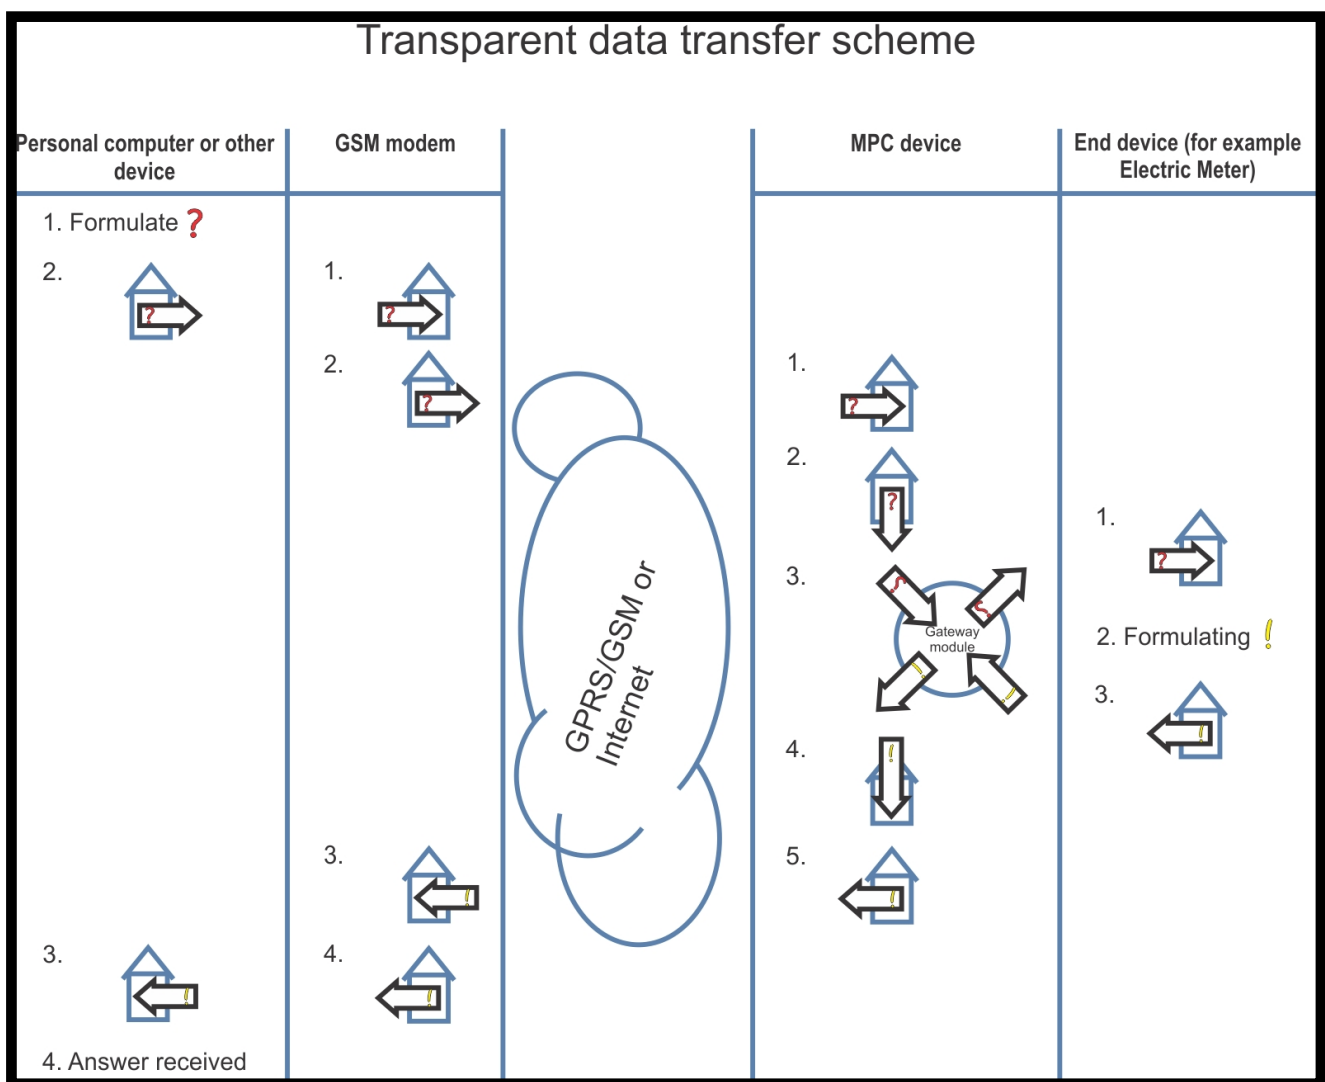 Transparent data transfer scheme
Personal computer or other
device
GSM modem
MPC device
End device (for example
Electric Meter)
1. Formulate ?
2.
?
3.
!
4. Answer received
1.
?
2.
?
3.
!
4.
!
GPRS/GSM or
Internet
1.
?
2.
?
3.
?
?
Gateway
module
!
!
4.
!
5.
!
1.
?
2. Formulating !
3.
!